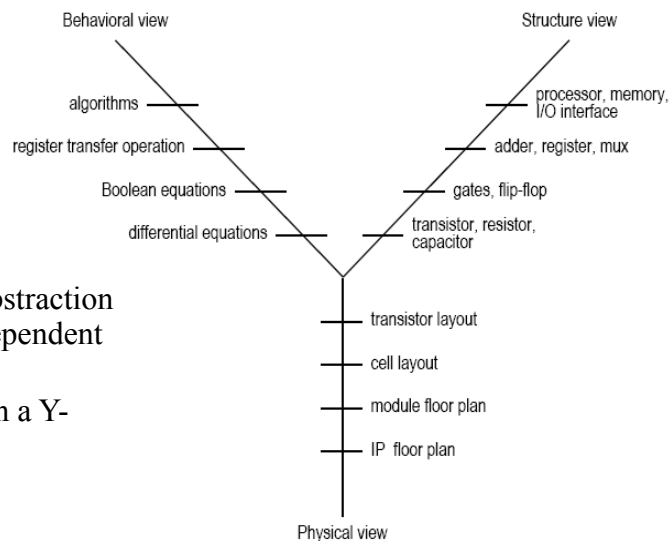 Behavioral view
Structure view
algorithms
processor, memory,
I/O interface
register transfer operation
adder, register, mux
Boolean equations
gates, flip-flop
differential equations
transistor, resistor,
capacitor
transistor layout
cell layout
module floor plan
IP floor plan
Physical view
a Y-